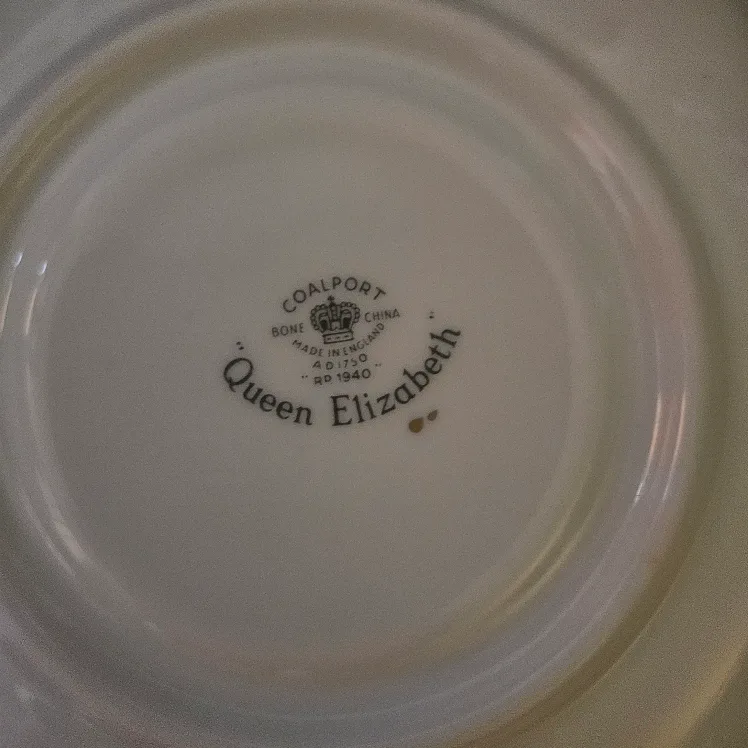 COALPORT
BONE CHINA
MADE IN ENGLAND
A D 1750
" RD 1940 "
"Queen Elizabeth"